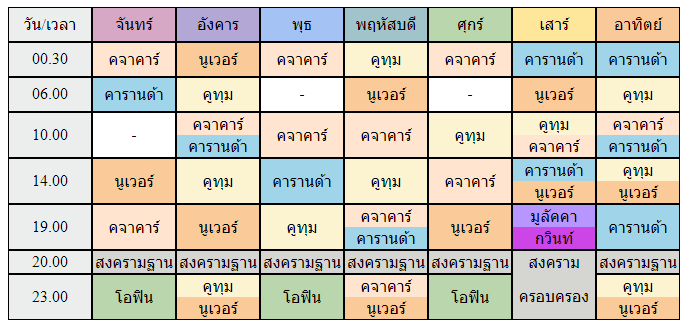 วัน/เวลา จันทร์ อังคาร พุธ พฤหัสบดี ศุกร์ เสาร์ อาทิตย์
00.30 คจาคาร์ นูเวอร์ คจาคาร์ คูทุม คจาคาร์ คารานด้า คารานด้า
06.00 คารานด้า คูทุม - นูเวอร์ - นูเวอร์ คูทุม
10.00 - คจาคาร์ คจาคาร์ คจาคาร์ คูทุม คูทุม คจาคาร์
คารานด้า คจาคาร์ คารานด้า
14.00 นูเวอร์ คูทุม คารานด้า คูทุม คจาคาร์ คารานด้า คูทุม
นูเวอร์ นูเวอร์
19.00 คจาคาร์ นูเวอร์ คูทุม คจาคาร์ นูเวอร์ มูลัคคา คารานด้า
คารานด้า กวินท์
20.00 สงครามฐาน สงครามฐาน สงครามฐาน สงครามฐาน สงครามฐาน สงคราม สงครามฐาน
23.00 โอฟิน คูทุม โอฟิน คจาคาร์ โอฟิน ครอบครอง คูทุม
นูเวอร์ นูเวอร์ นูเวอร์